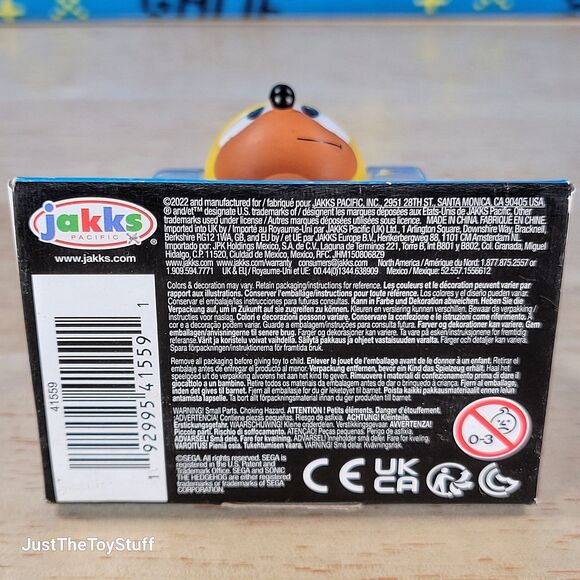 GAME
©2022 and manufactured for / fabriqué pour JAKKS PACIFIC, INC., 2951 28TH ST., SANTA MONICA, CA 90405 USA
® and/et™ designate U.S. trademarks of / désignent les marques déposées aux États-Unis de JAKKS Pacific. Other
trademarks used under license / Autres marques déposées utilisées sous licence. MADE IN CHINA. FABRIQUÉ EN CHINE.
Imported into UK by / Importé au Royaume-Uni par JAKKS Pacific (UK) Ltd., 1 Arlington Square, Downshire Way, Bracknell,
Berkshire RG12 1WA, GB, and EU by / et UE par JAKKS Europe B.V., Herikerbergweg 88, 1101 CM Amsterdam NL
Importado por: JPK Holdings Mexico, S.A. de C.V., Laguna de Terminos 221, Torre B, Int B801 y B802, Col. Granada, Miguel
Hidalgo, C.P. 11520, Ciudad de Mexico, RFC. JHM1508066Z9
www.jakks.com/warranty consumers@jakks.com North America / Amérique du Nord: 1.877.875.2557 or
1.909.594.7771 UK & EU / Royaume-Uni et UE: 00.44(0)1344.638909 Mexico / Mexique: 52.557.1556612
jakks
PACIFIC ®
www.jakks.com
Colors & decoration may vary. Retain packaging/instructions for reference. Les couleurs et le décoration peuvent varier par
rapport aux illustrations. Conserver l'emballage/instructions pour toute référence. Los colores y el diseño pueden variar.
Conservar el embalaje/las instrucciones para futuras consultas. Kann in Farbe und Dekoration abweichen. Heben Sie die
Verpackung auf, um in Zukunft auf sie zugreifen zu können. Kleuren en versiering kunnen verschillen. Bewaar de verpakking/
instructies voor raadpleging. Colori e decorazioni possono variare. Conservare la confezione e le istruzioni come riferimento.
cor e a decoração podem variar. Guarde a embalagem/instruções para consulta. Farver og dekorationer kan variere. Gem
emballagen/anvisningerne til senere brug. Farger og dekorasjoner kan variere. Ta vare på esken/instruksjonene for fremtidig
referanse. Värit ja koristelu voivat vaihdella. Säilytä pakkaus ja ohjeet vastaisuuden varalta. Färger och detaljer kan variera.
Spara förpackningen/instruktionerna för framtida bruk.
Remove all packaging before giving toy to child. Enlever le jouet de l'emballage avant de le donner à un enfant. Retirar el
embalaje antes de entregar el producto al menor. Verpackung entfernen, bevor ein Kind das Spielzeug erhält. Haal het
speelgoed uit de verpakking alvorens het aan het kind te geven. Rimuovere i materiali di confezionamento prima di dare il
giocattolo a un bambino. Retire todos os materiais da embalagem antes de dar o brinquedo à criança. Fjern al emballage,
inden det gives til barnet. Fjern all emballasje før du gir leketøyet til barnet. Poista kaikki pakkausmateriaalit ennen kuin
annat lelun lapselle. Ta bort allt förpackningsmaterial innan du ger leksaken till ett barn.
WARNING! Small Parts. Choking Hazard. ATTENTION ! Petits éléments. Danger d'étouffement.
¡ADVERTENCIA! Contiene piezas pequeñas. Riesgo de asfixia. ACHTUNG! Kleinteile.
Erstickungsgefahr. WAARSCHUWING! Kleine onderdelen. Verstikkingsgevaar. AVVERTENZA!
Piccole parti. Rischio di soffocamento. ATENÇÃO! Peças pequenas. Risco de asfixia.
ADVARSEL! Små dele. Fare for kvælning. ADVARSEL! Små deler. Fare for kvelning.
VAROITUS! Pieniä osia. Tukehtumisvaara. VARNING! Små delar. Kvävningsrisk.
©SEGA. All rights reserved. SEGA is
registered in the U.S. Patent and
Trademark Office. SEGA and SONIC
THE HEDGEHOG are either registered
trademarks or trademarks of SEGA
CORPORATION.
CE
UK
CA
0-3
41559
1 92995 41559 1
JustTheToyStuff